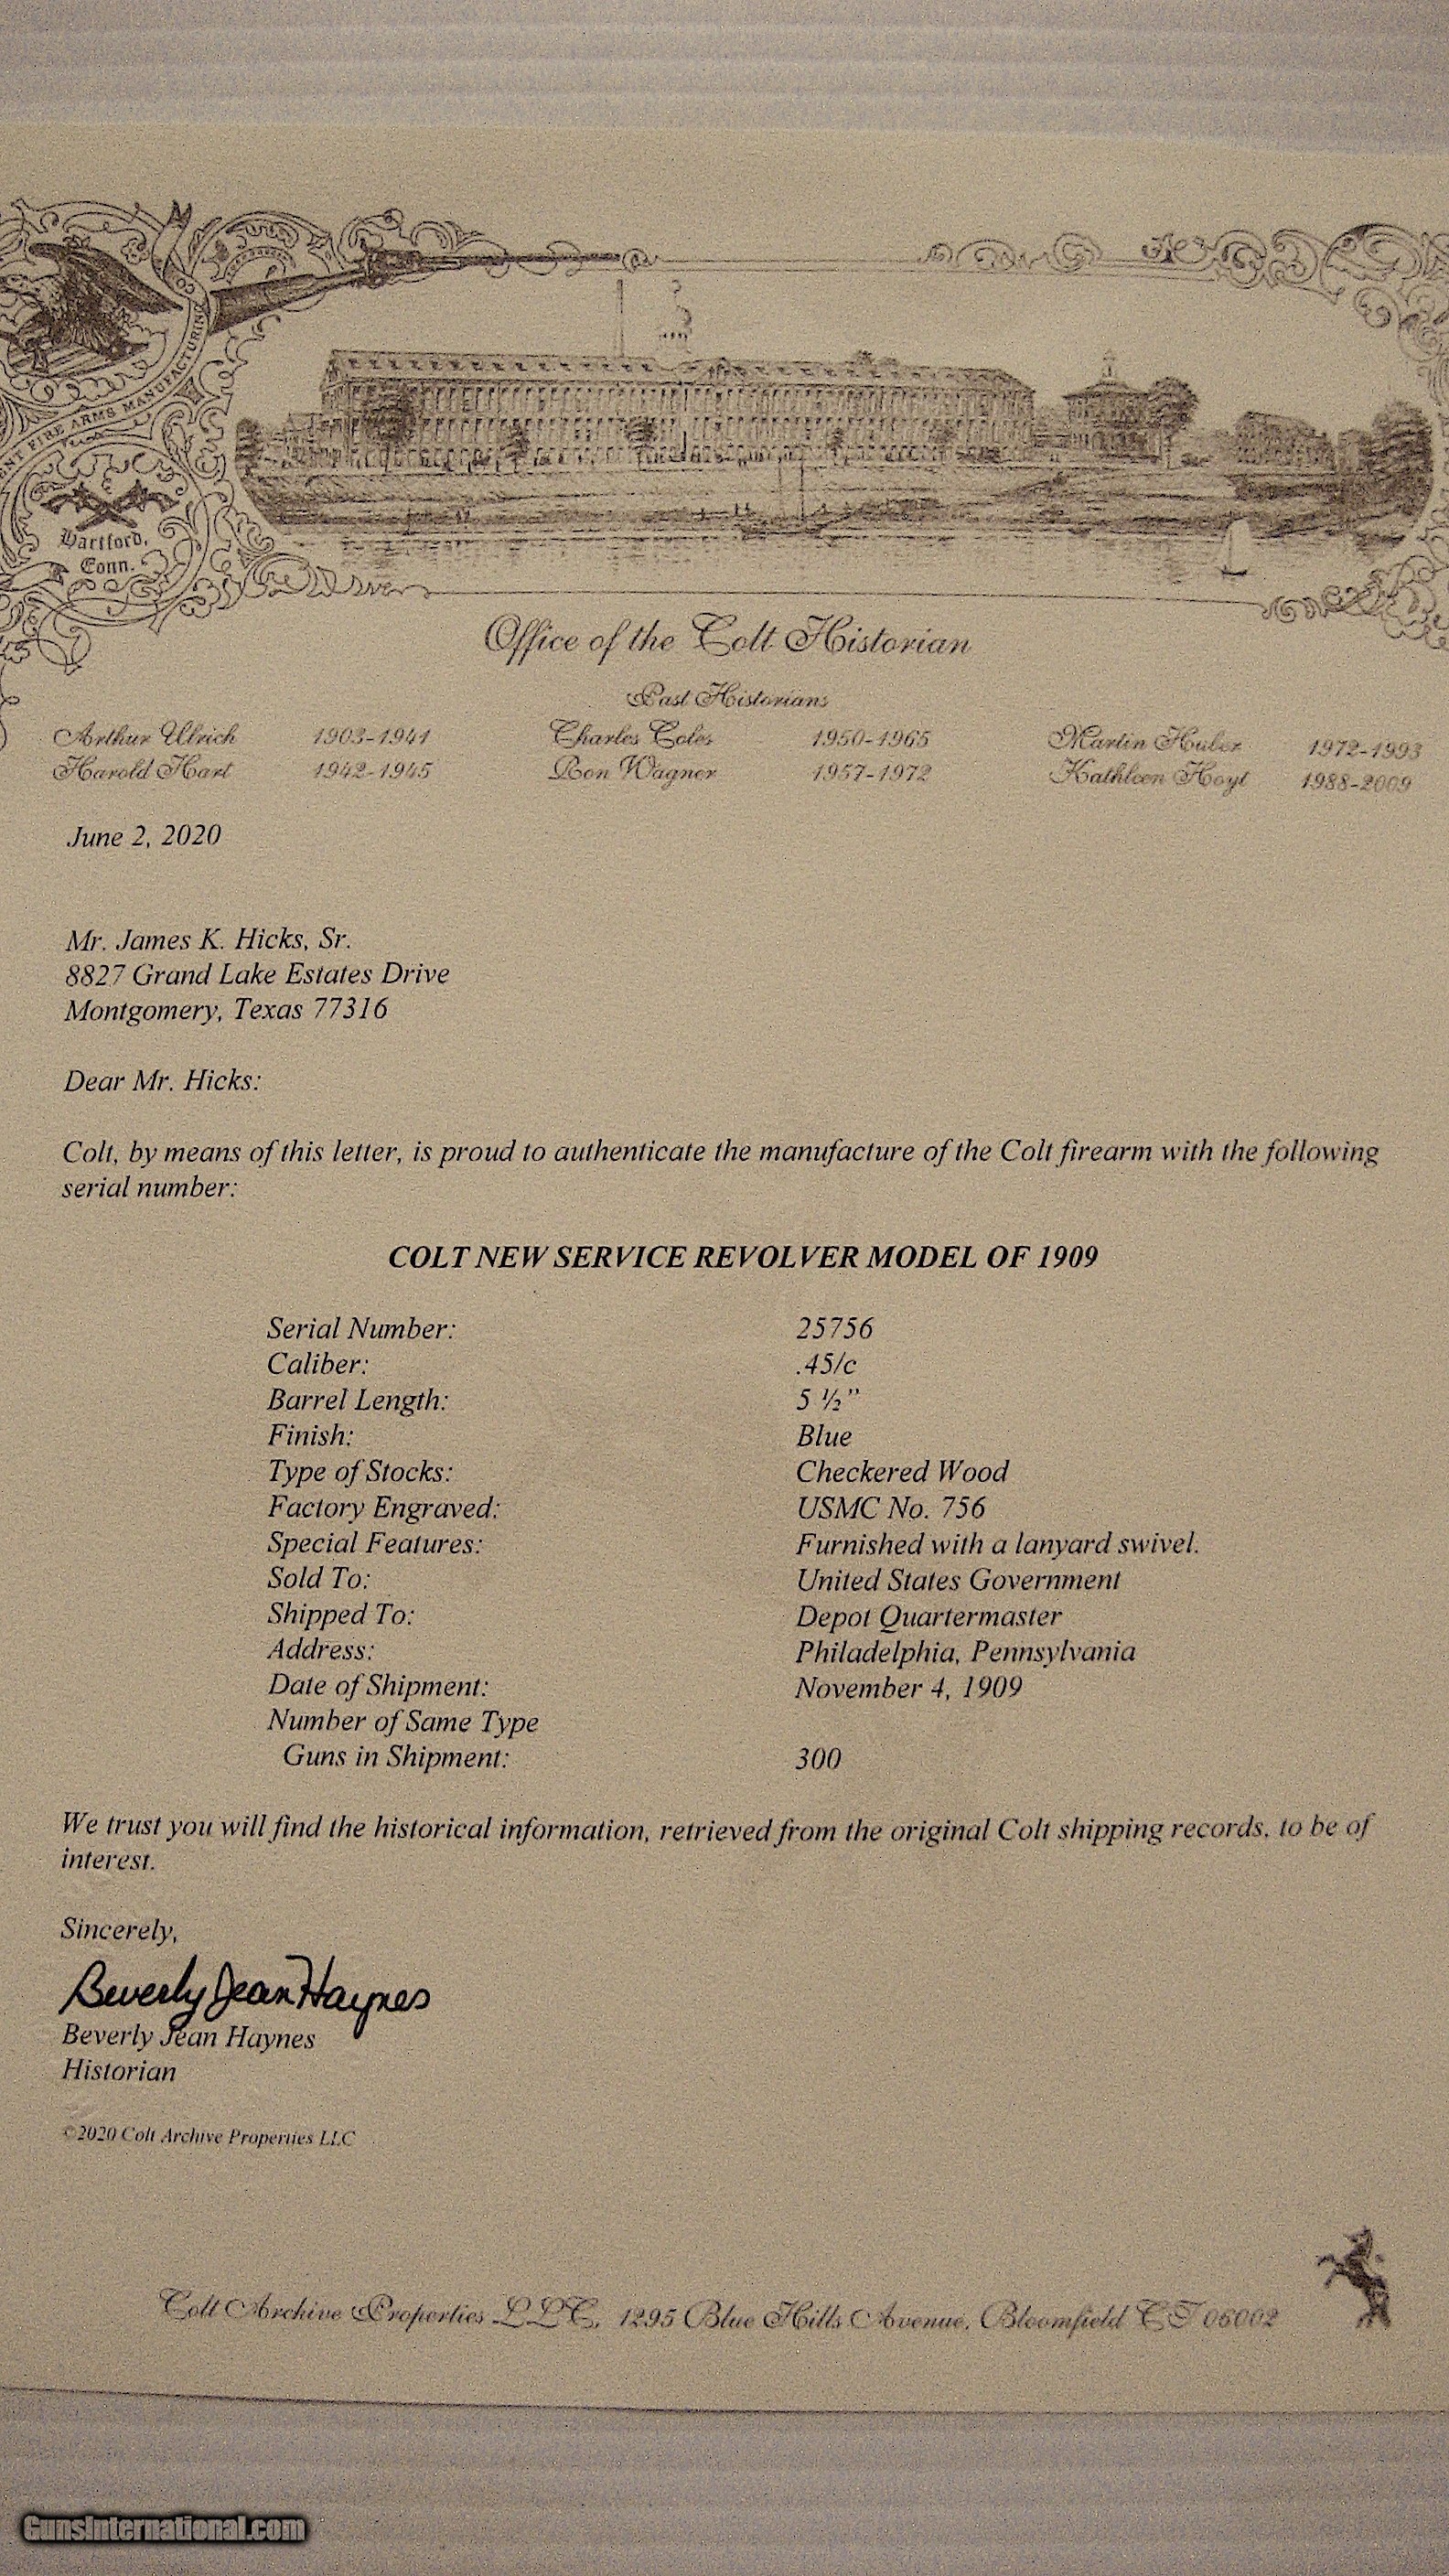 CO
ENT FIRE ARMS MANUFACTURING
Hartford,
Conn.
Office of the Colt Historian
Past Historians
Arthur Ulrich 1903-1941 Charles Coles 1950-1965 Martin Huber 1972-1993
Harold Hart 1942-1945 Ron Wagner 1957-1972 Kathleen Hoyt 1988-2009
June 2, 2020
Mr. James K. Hicks, Sr.
8827 Grand Lake Estates Drive
Montgomery, Texas 77316
Dear Mr. Hicks:
Colt, by means of this letter, is proud to authenticate the manufacture of the Colt firearm with the following
serial number:
COLT NEW SERVICE REVOLVER MODEL OF 1909
Serial Number: 25756
Caliber: .45/c
Barrel Length: 5 ½”
Finish: Blue
Type of Stocks: Checkered Wood
Factory Engraved: USMC No. 756
Special Features: Furnished with a lanyard swivel.
Sold To: United States Government
Shipped To: Depot Quartermaster
Address: Philadelphia, Pennsylvania
Date of Shipment: November 4, 1909
Number of Same Type
Guns in Shipment: 300
We trust you will find the historical information, retrieved from the original Colt shipping records, to be of
interest.
Sincerely,
Beverly Jean Haynes
Beverly Jean Haynes
Historian
©2020 Colt Archive Properties LLC
Colt Archive Properties LLC, 1295 Blue Hills Avenue, Bloomfield CT 06002
GunsInternational.com